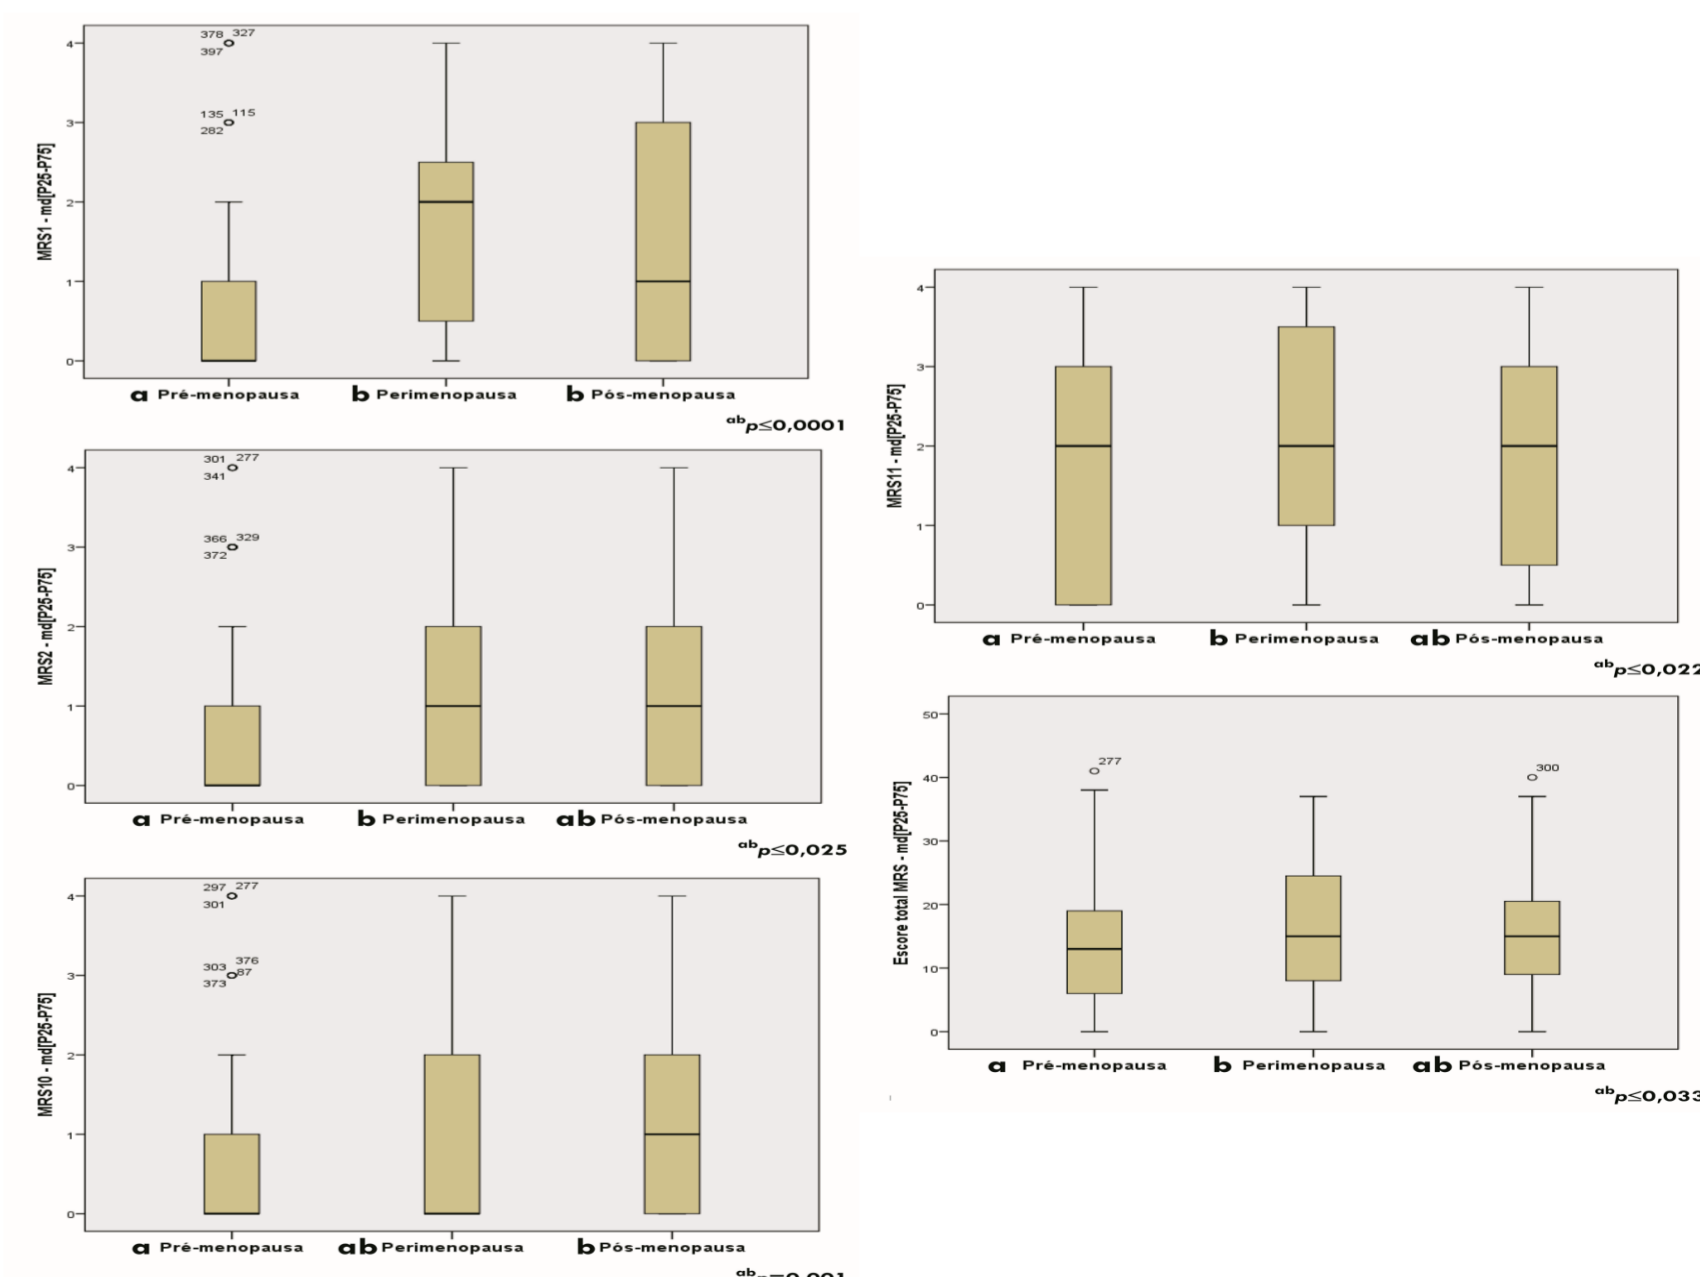 MRS1 - md[P25-P75]
4
3
2
1
0
378 327
397
135 115
282
a Pré-menopausa b Perimenopausa b Pós-menopausa
ab p≤0,0001
MRS2 - md[P25-P75]
4
3
2
1
0
301 277
341
366 329
372
a Pré-menopausa b Perimenopausa ab Pós-menopausa
ab p≤0,025
MRS10 - md[P25-P75]
4
3
2
1
0
297 277
301
303 376
87
373
a Pré-menopausa ab Perimenopausa b Pós-menopausa
MRS11 - md[P25-P75]
4
3
2
1
0
a Pré-menopausa b Perimenopausa ab Pós-menopausa
ab p≤0,022
Escore total MRS - md[P25-P75]
50
40
30
20
10
0
277
300
a Pré-menopausa b Perimenopausa ab Pós-menopausa
ab p≤0,033